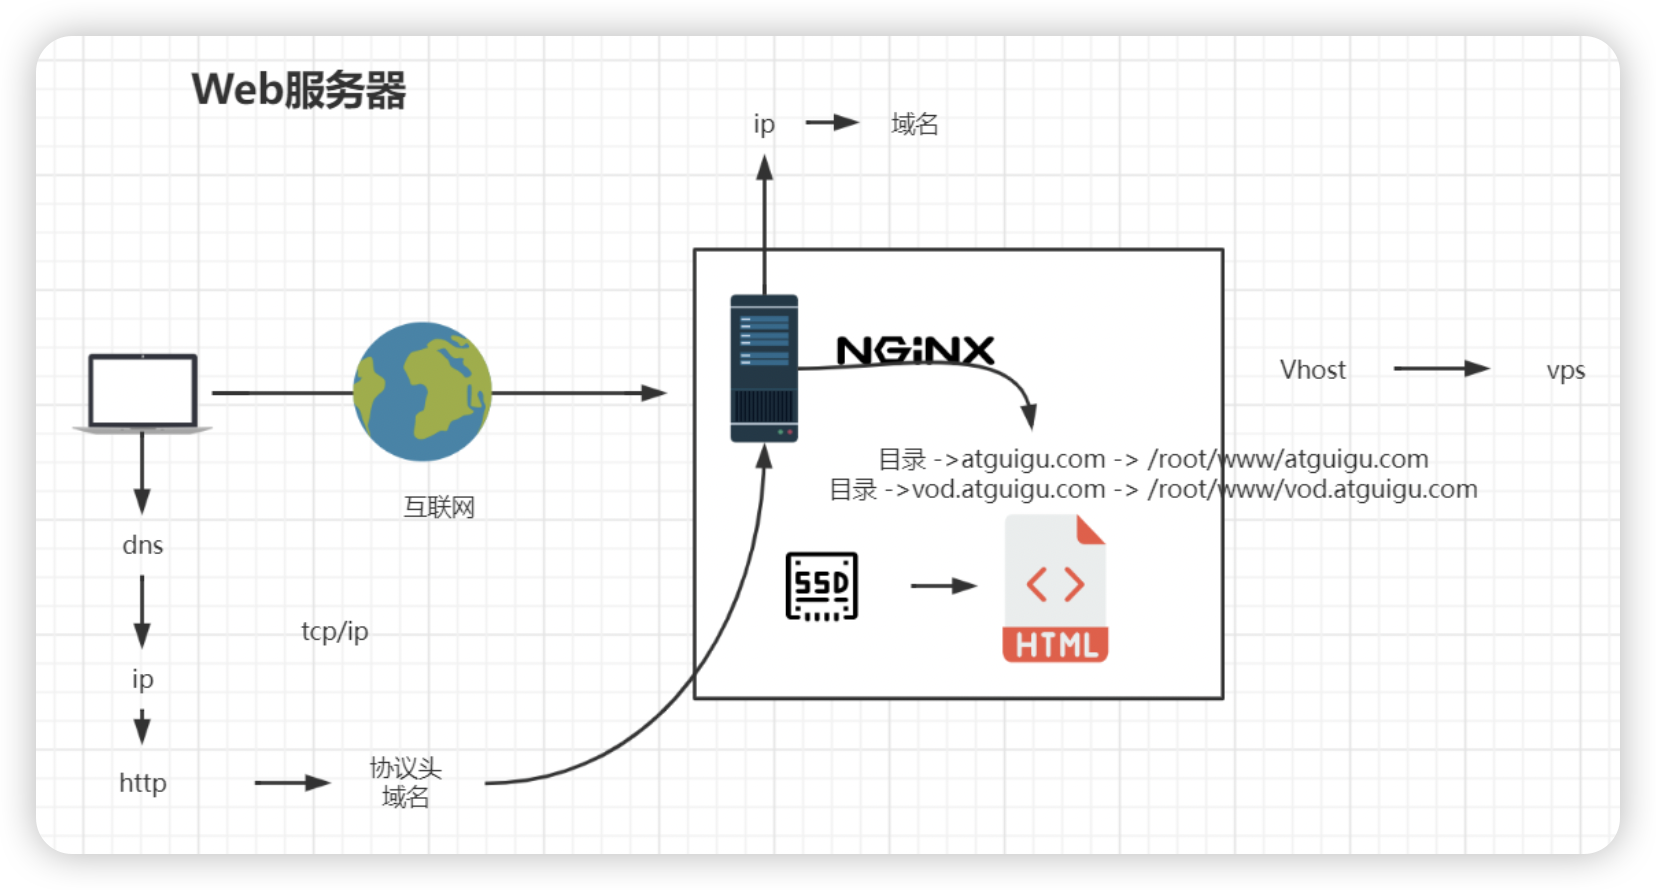 Web服务器
ip
域名
NGiNX
Vhost
vps
目录 ->atguigu.com -> /root/www/atguigu.com
目录 ->vod.atguigu.com -> /root/www/vod.atguigu.com
互联网
dns
SSD
tcp/ip
HTML
ip
http
协议头
域名